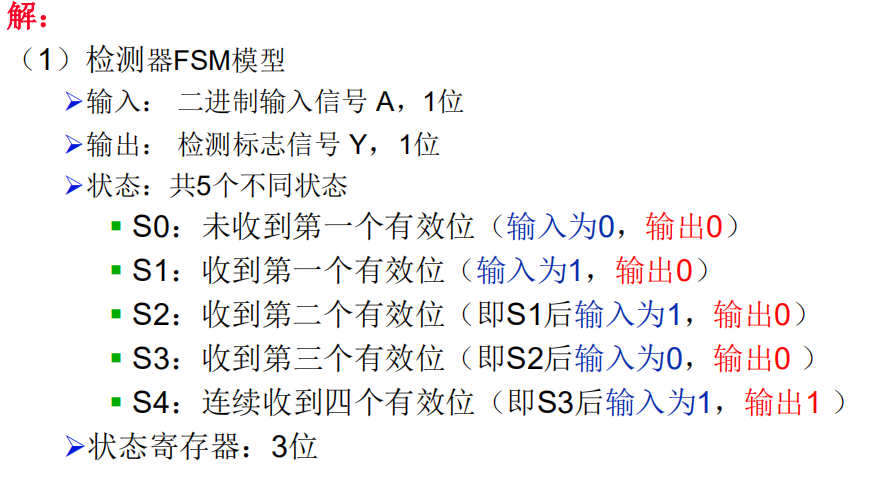 解：
（1）检测器FSM模型
➢输入： 二进制输入信号 A，1位
➢输出： 检测标志信号 Y，1位
➢状态：共5个不同状态
▪ S0：未收到第一个有效位（输入为0，输出0）
▪ S1：收到第一个有效位（输入为1，输出0）
▪ S2：收到第二个有效位（即S1后输入为1，输出0）
▪ S3：收到第三个有效位（即S2后输入为0，输出0 ）
▪ S4：连续收到四个有效位（即S3后输入为1，输出1 ）
➢状态寄存器：3位